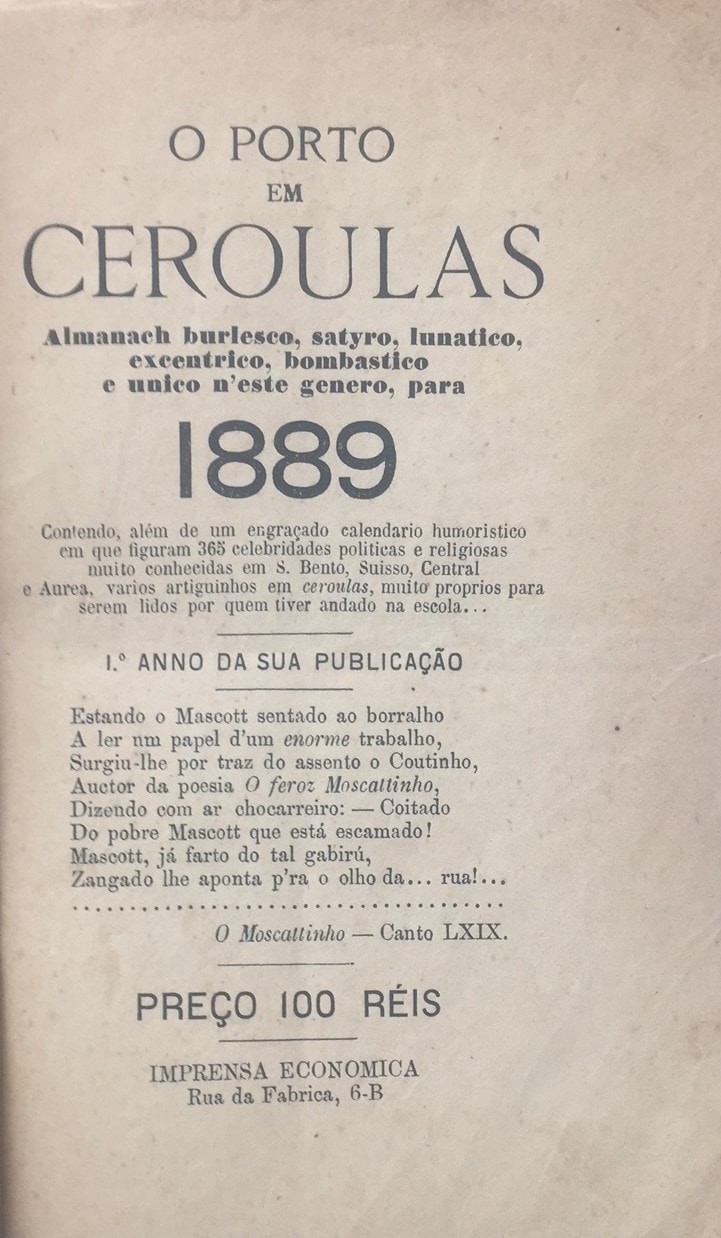 O PORTO
EM
CEROULAS
Almanach burlesco, satyro, lunatico,
excentrico, bombastico
e unico n'este genero, para
1889
Contendo, além de um engraçado calendario humoristico
em que figuram 365 celebridades politicas e religiosas
muito conhecidas em S. Bento, Suisso, Central
e Aurea, varios artiguinhos em ceroulas, muito proprios para
serem lidos por quem tiver andado na escola...
1.º ANNO DA SUA PUBLICAÇÃO
Estando o Mascott sentado ao borralho
A ler nm papel d'um enorme trabalho,
Surgiu-lhe por traz do assento o Coutinho,
Auctor da poesia O feroz Moscattinho,
Dizendo com ar chocarreiro: — Coitado
Do pobre Mascott que está escamado!
Mascott, já farto do tal gabirú,
Zangado lhe aponta p'ra o olho da... rua!...
.......................................
O Moscattinho — Canto LXIX.
PREÇO 100 RÉIS
IMPRENSA ECONOMICA
Rua da Fabrica, 6-B